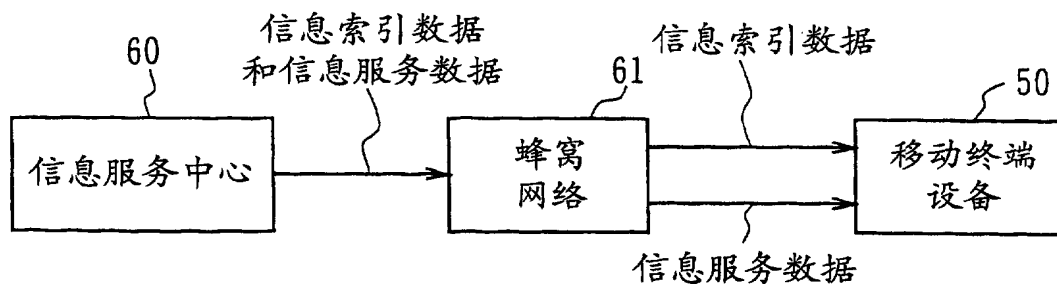 60
信息索引数据
和信息服务数据
61
信息索引数据
50
信息服务中心
蜂窝
网络
移动终端
设备
信息服务数据